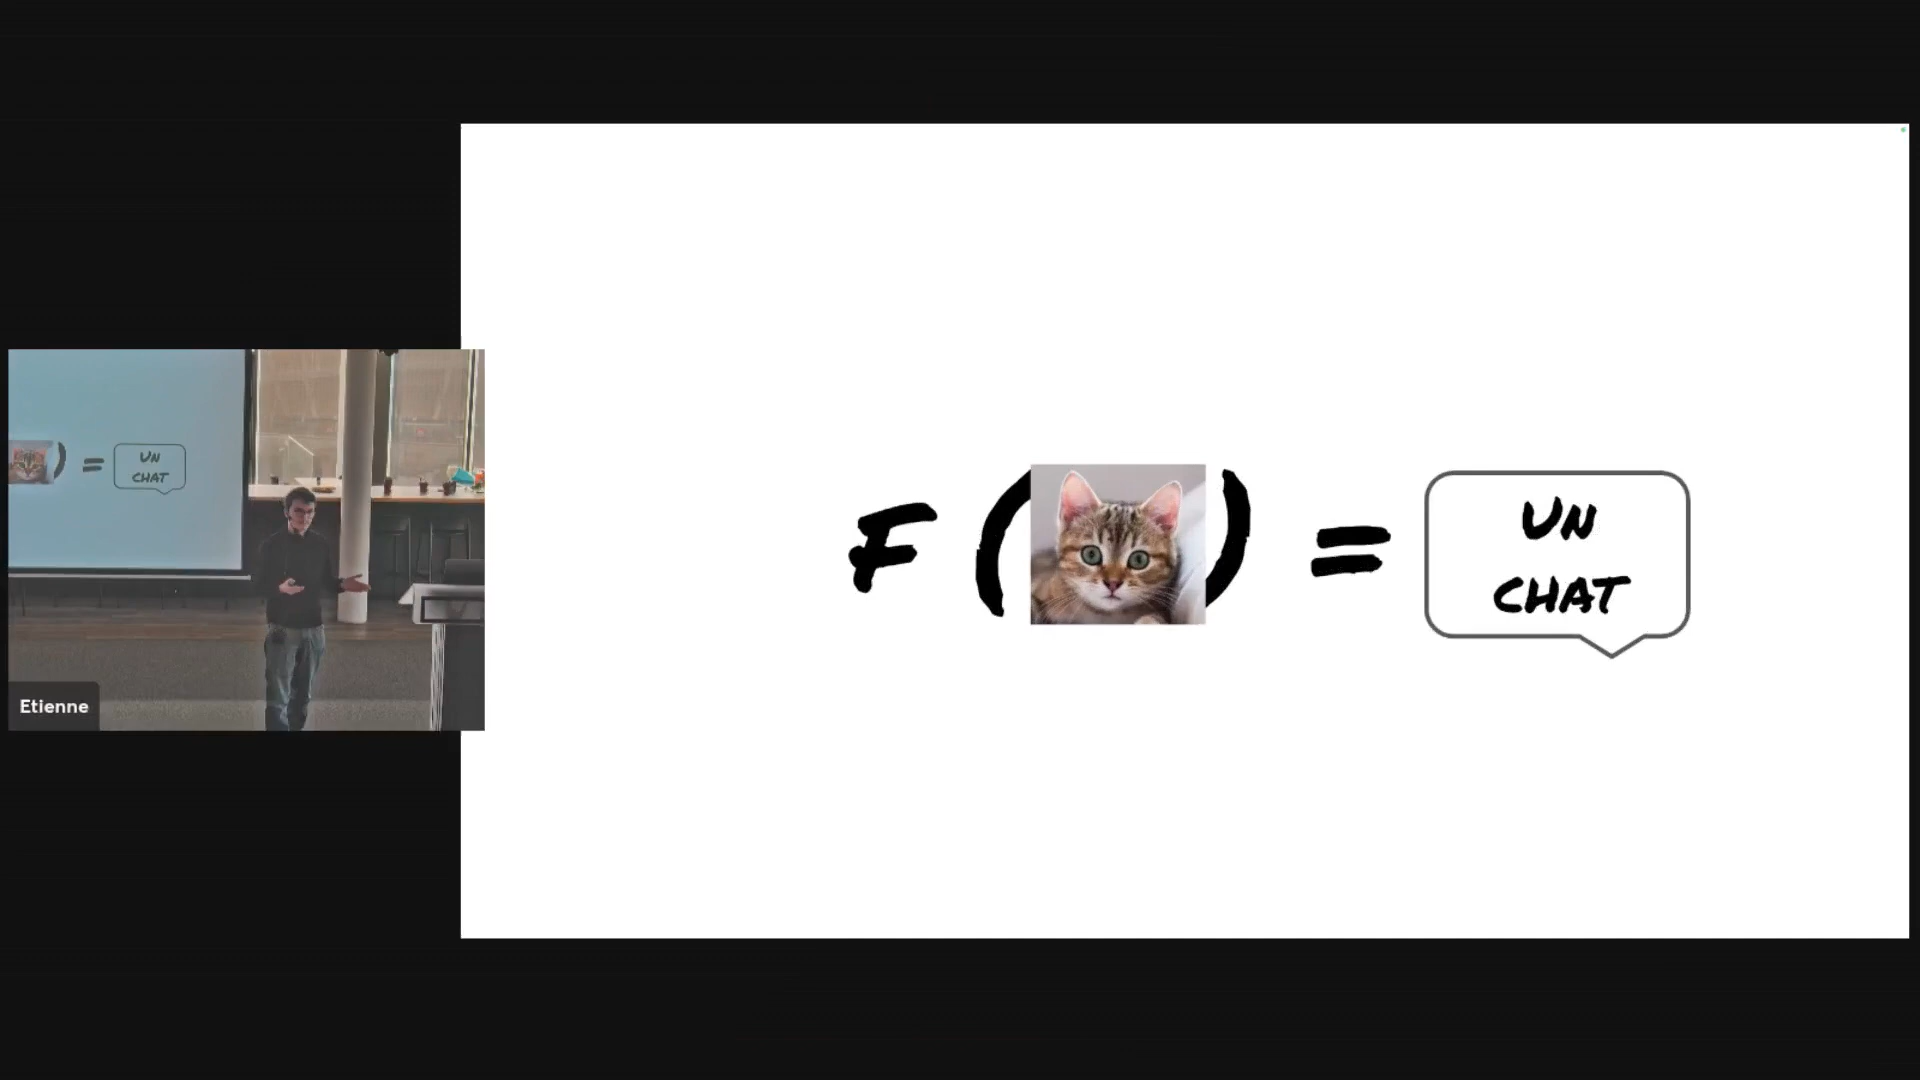 ) = UN
CHAT
Etienne
F ( ) = UN
CHAT